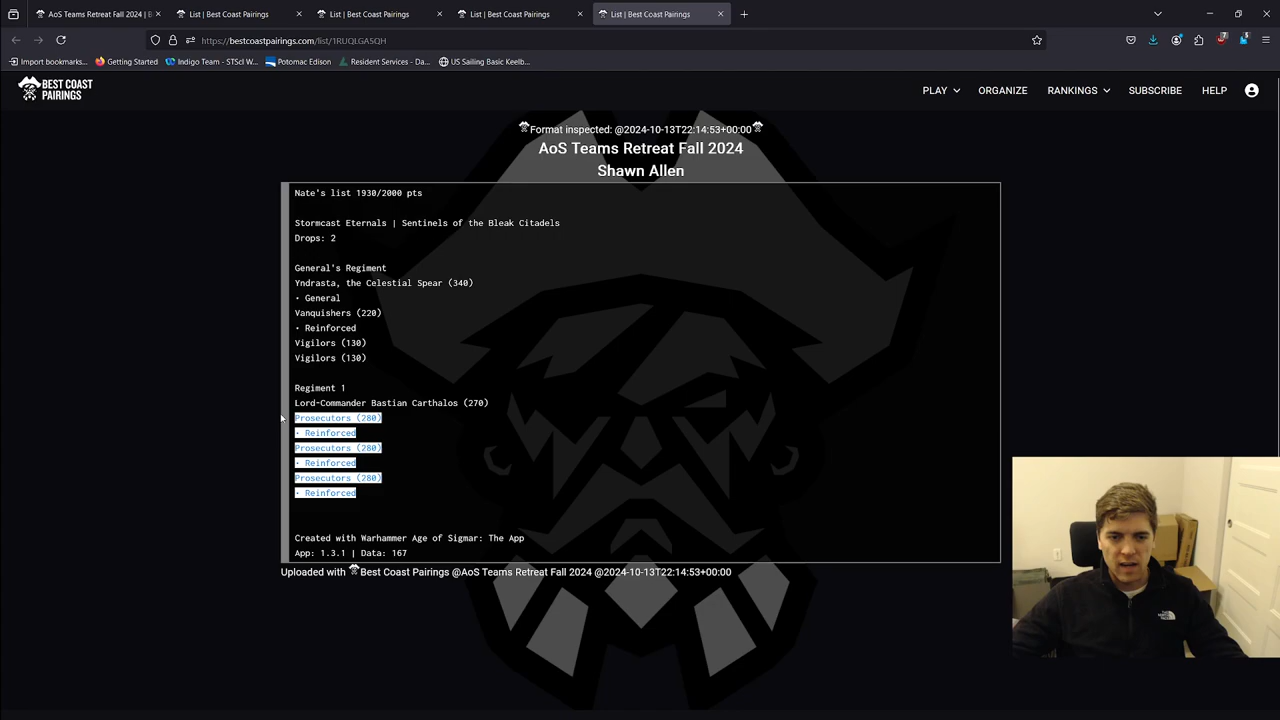 AoS Teams Retreat Fall 2024 | B
List | Best Coast Pairings
List | Best Coast Pairings
List | Best Coast Pairings
List | Best Coast Pairings
https://bestcoastpairings.com/list/1RUQLGA5QH
Import bookmarks...
Getting Started
Indigo Team - STScI W...
Potomac Edison
Resident Services - Da...
US Sailing Basic Keelb...
BEST COAST
PAIRINGS
PLAY
ORGANIZE
RANKINGS
SUBSCRIBE
HELP
Format inspected: @2024-10-13T22:14:53+00:00
AoS Teams Retreat Fall 2024
Shawn Allen
Nate's list 1930/2000 pts
Stormcast Eternals | Sentinels of the Bleak Citadels
Drops: 2
General's Regiment
Yndrasta, the Celestial Spear (340)
• General
Vanquishers (220)
• Reinforced
Vigilors (130)
Vigilors (130)
Regiment 1
Lord-Commander Bastian Carthalos (270)
Prosecutors (280)
• Reinforced
Prosecutors (280)
• Reinforced
Prosecutors (280)
• Reinforced
Created with Warhammer Age of Sigmar: The App
App: 1.3.1 | Data: 167
Uploaded with Best Coast Pairings @AoS Teams Retreat Fall 2024 @2024-10-13T22:14:53+00:00